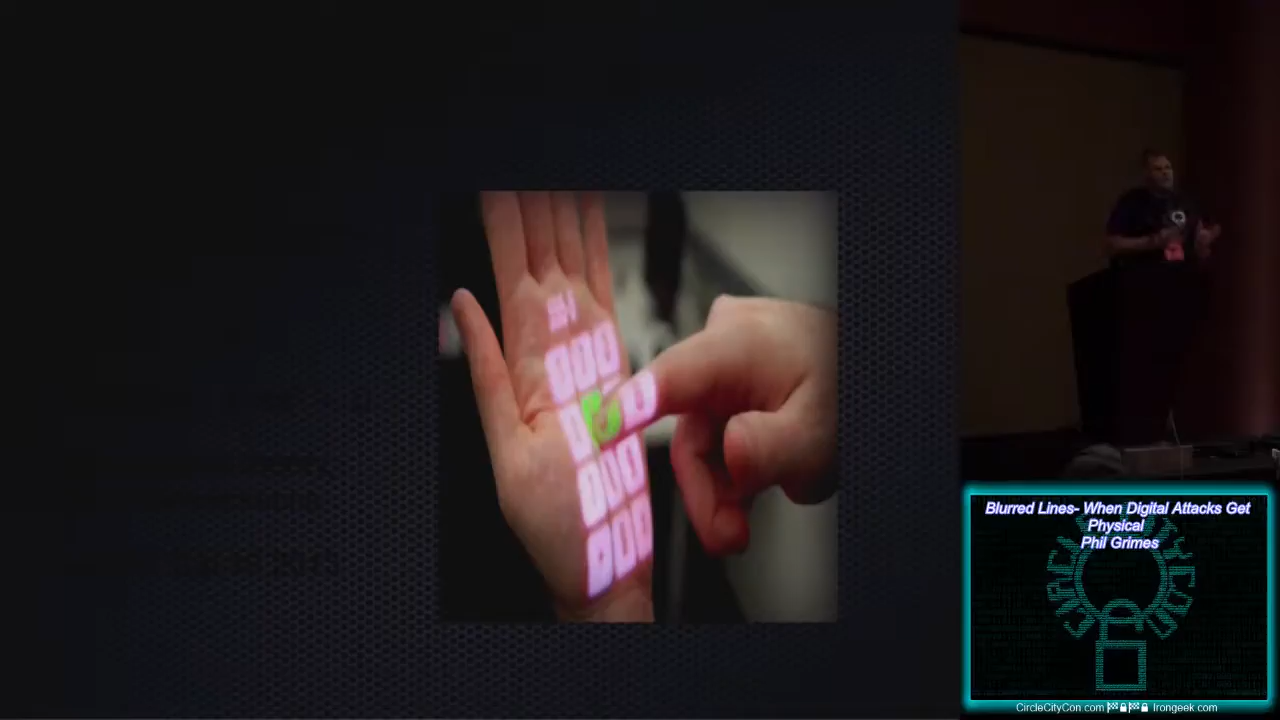 Blurred Lines- When Digital Attacks Get
Physical
Phil Grimes
CircleCityCon.com Irongeek.com